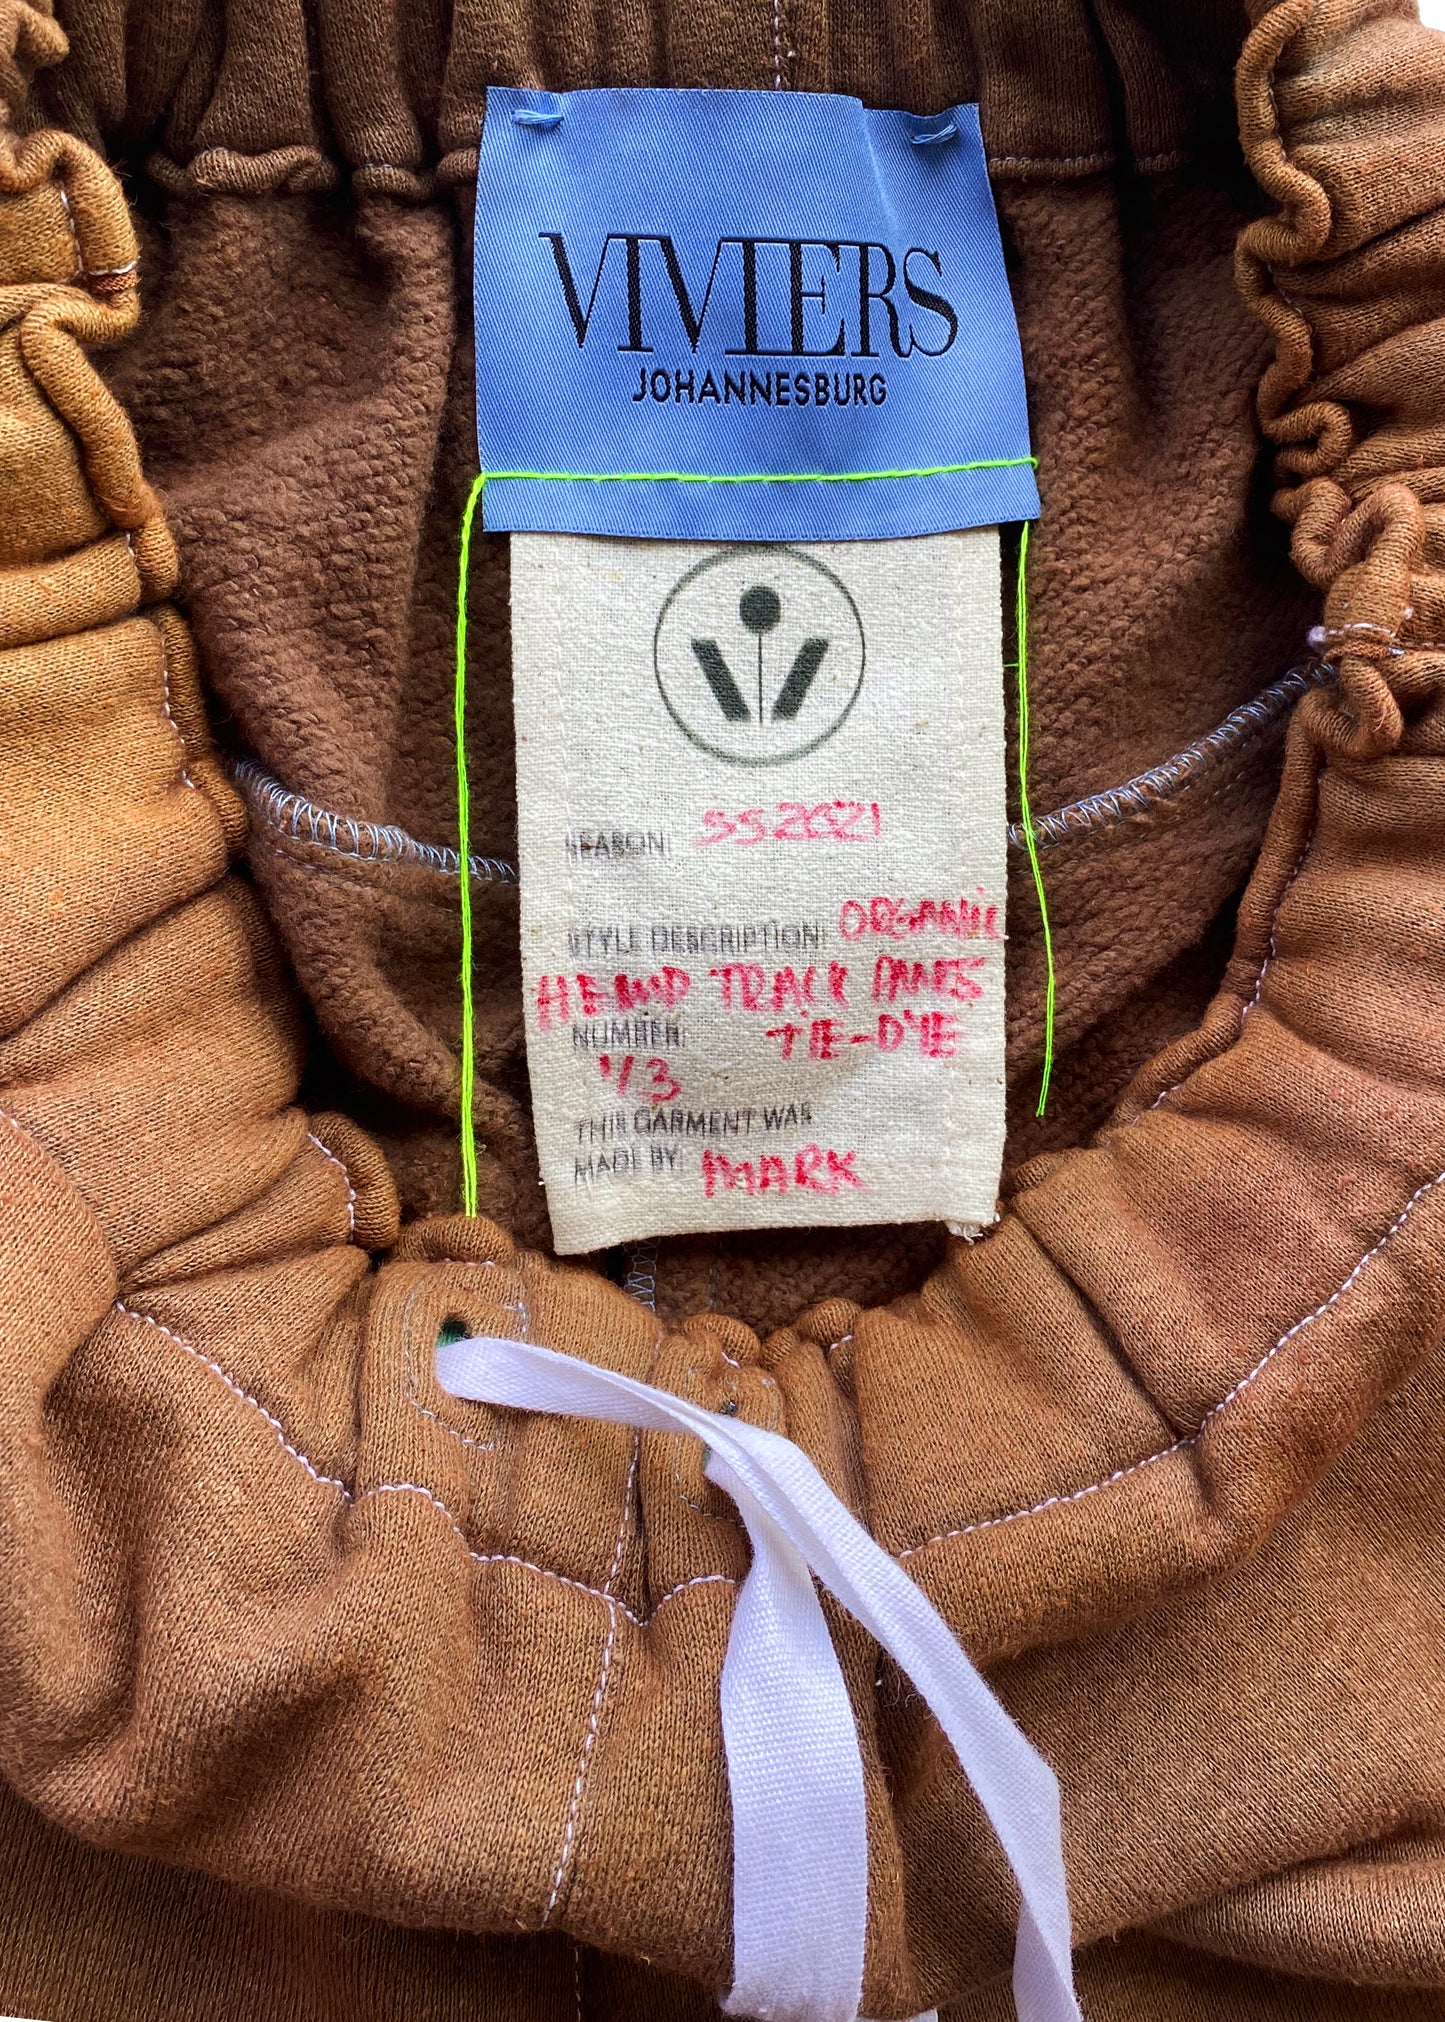 VIVIERS
JOHANNESBURG
SEASON: SS2021
STYLE DESCRIPTION: ORGANIC
HEMP TRACK PANTS
NUMBER: TIE-DYE
1/3
THIS GARMENT WAS
MADE BY: MARK